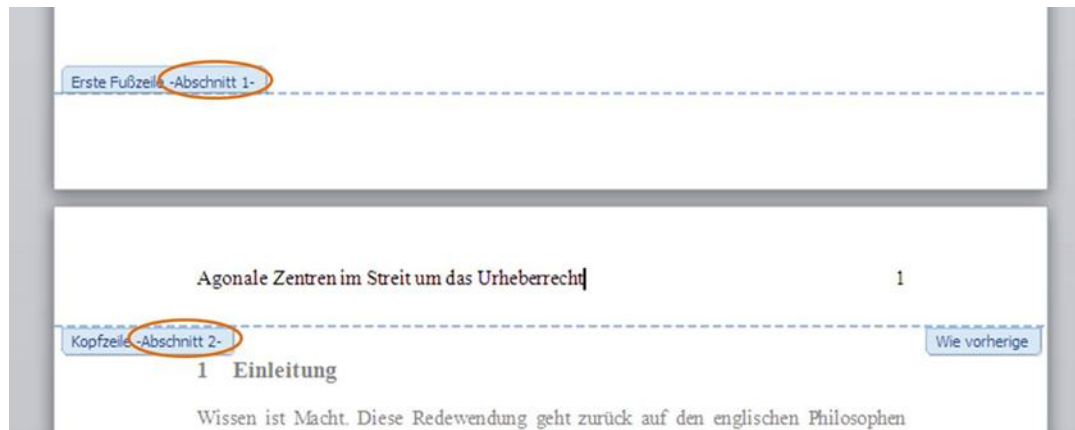 Erste Fußzeile -Abschnitt 1-
Agonale Zentren im Streit um das Urheberrecht 1
Kopfzeile -Abschnitt 2- Wie vorherige
1 Einleitung
Wissen ist Macht. Diese Redewendung geht zurück auf den englischen Philosophen